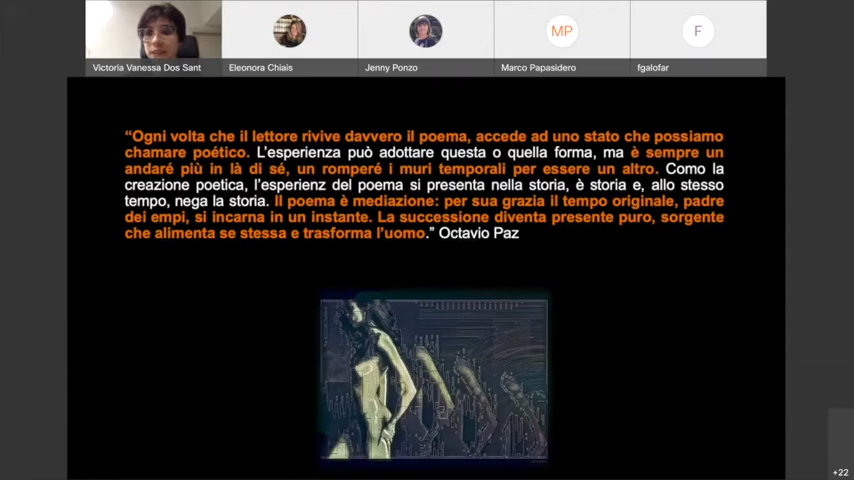 MP
F
Victoria Vanessa Dos Sant
Eleonora Chiais
Jenny Ponzo
Marco Papasidero
fgalofar
“Ogni volta che il lettore rivive davvero il poema, accede ad uno stato che possiamo
chamare poético. L’esperienza può adottare questa o quella forma, ma è sempre un
andaré più in là di sé, un romperé i muri temporali per essere un altro. Como la
creazione poetica, l’esperienz del poema si presenta nella storia, è storia e, allo stesso
tempo, nega la storia. Il poema è mediazione: per sua grazia il tempo originale, padre
dei empi, si incarna in un instante. La successione diventa presente puro, sorgente
che alimenta se stessa e trasforma l’uomo.” Octavio Paz
+22